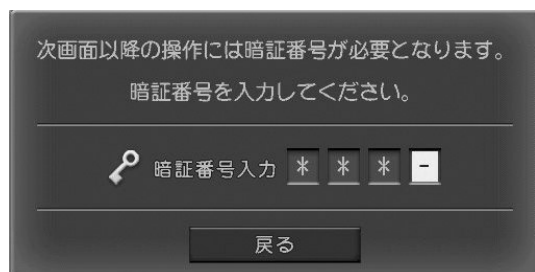 次画面以降の操作には暗証番号が必要となります。
暗証番号を入力してください。
暗証番号入力 * * * -
戻る